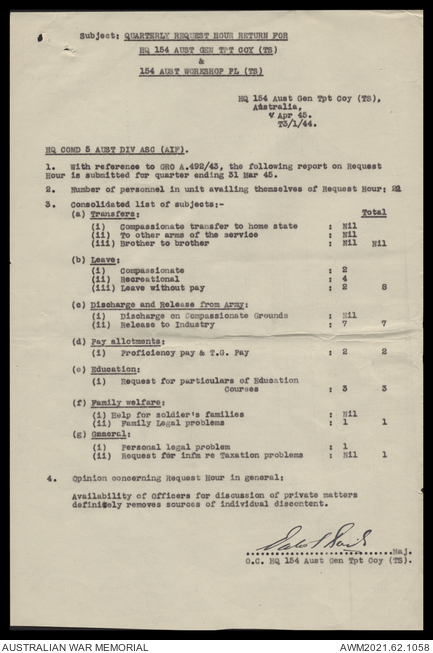 Subject: QUARTERLY REQUEST HOUR RETURN FOR
HQ 154 AUST GEN TPT COY (TS)
&
154 AUST WORKSHOP PL (TS)
HQ 154 Aust Gen Tpt Coy (TS),
Australia,
Apr 45.
T3/1/44.
HQ COMD 5 AUST DIV ASC (AIF).
1. With reference to GRO A.492/43, the following report on Request
Hour is submitted for quarter ending 31 Mar 45.
2. Number of personnel in unit availing themselves of Request Hour: 22
3. Consolidated list of subjects:-
(a) Transfers: Total
(i) Compassionate transfer to home state : Nil
(ii) To other arms of the service : Nil
(iii) Brother to brother : Nil Nil
(b) Leave:
(i) Compassionate : 2
(ii) Recreational : 4
(iii) Leave without pay : 2 8
(c) Discharge and Release from Army:
(i) Discharge on Compassionate Grounds : Nil
(ii) Release to Industry : 7 7
(d) Pay allotments:
(i) Proficiency pay & T.G. Pay : 2 2
(e) Education:
(i) Request for particulars of Education
Courses : 3 3
(f) Family welfare:
(i) Help for soldier's families : Nil
(ii) Family Legal problems : 1 1
(g) General:
(i) Personal legal problem : 1
(ii) Request for infm re Taxation problems : Nil 1
4. Opinion concerning Request Hour in general:
Availability of Officers for discussion of private matters
definitely removes sources of individual discontent.
Maj.
O.C. HQ 154 Aust Gen Tpt Coy (TS).
AUSTRALIAN WAR MEMORIAL
AWM2021.62.1058